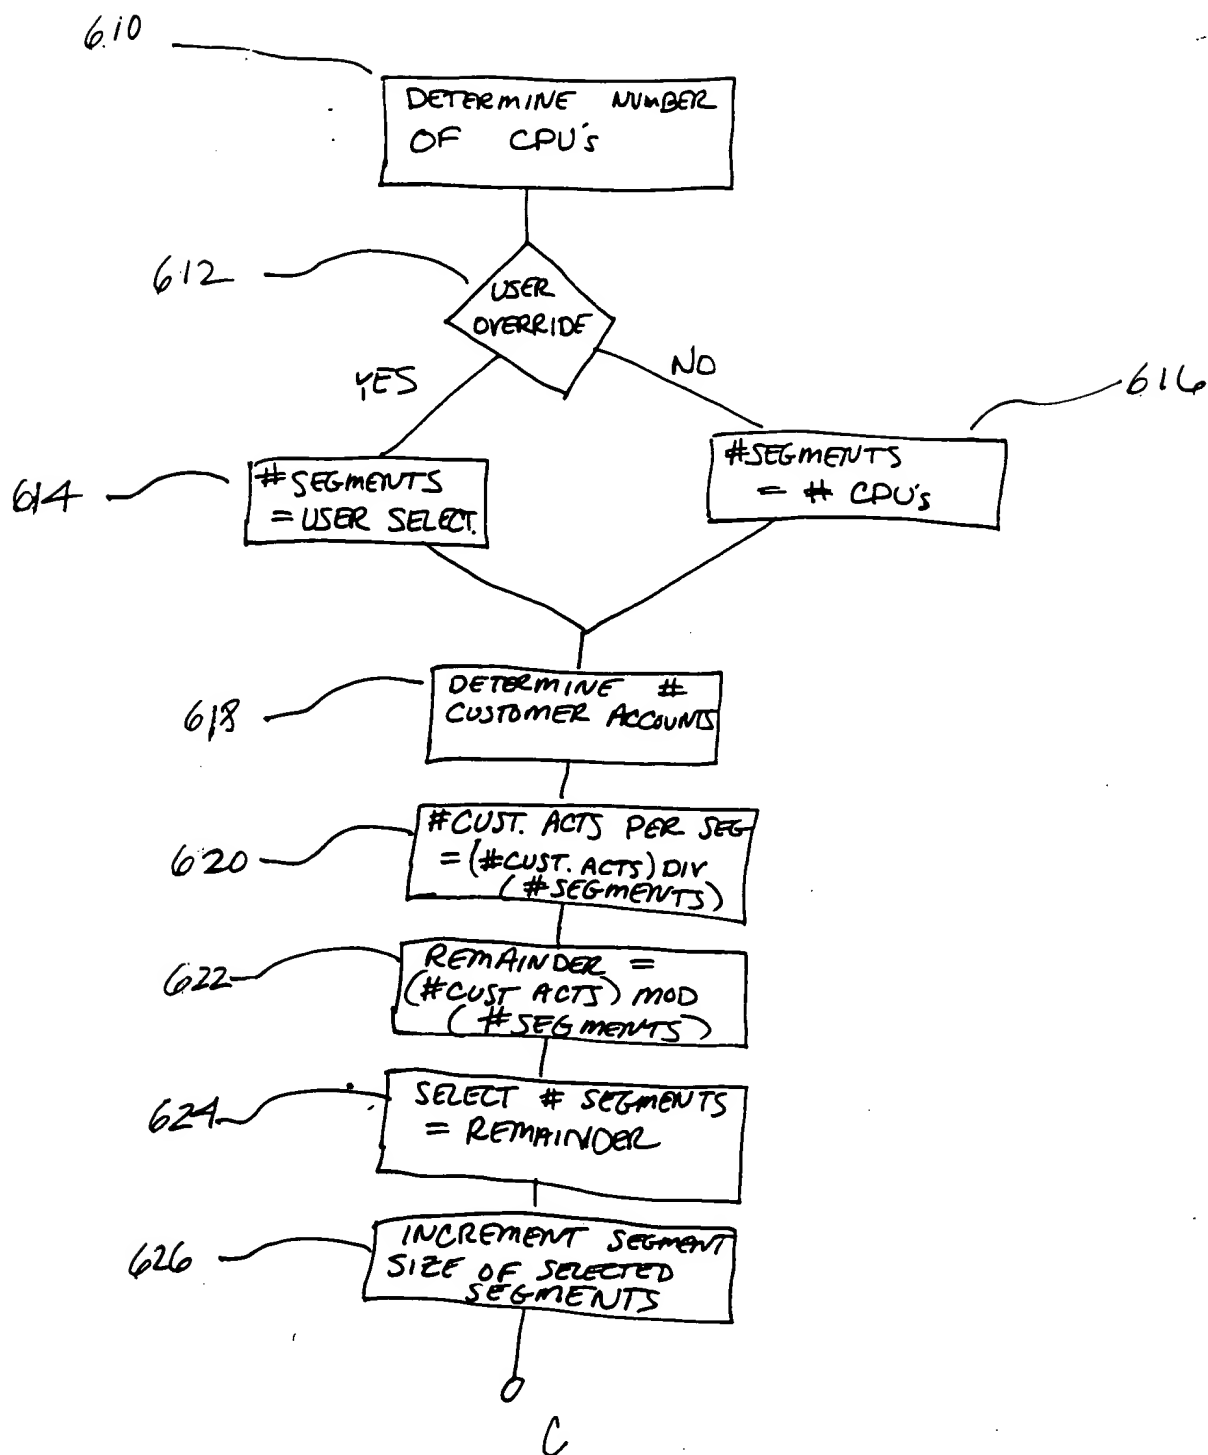 610
DETERMINE NUMBER
OF CPU's
612
USER
OVERRIDE
YES
NO
616
614
#SEGMENTS
= USER SELECT.
#SEGMENTS
= # CPU's
618
DETERMINE #
CUSTOMER ACCOUNTS
620
#CUST. ACTS PER SEG
= (#CUST. ACTS) DIV
(#SEGMENTS)
622
REMAINDER =
(#CUST ACTS) MOD
(#SEGMENTS)
624
SELECT # SEGMENTS
= REMAINDER
626
INCREMENT SEGMENT
SIZE OF SELECTED
SEGMENTS
C